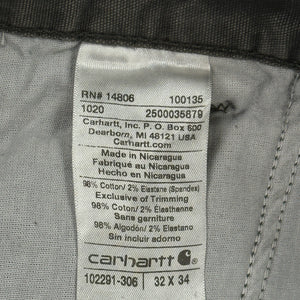 RN# 14806 100135
1020 2500035679
Carhartt, Inc. P.O. Box 600
Dearborn, MI 48121 USA
Carhartt.com
Made in Nicaragua
Fabriqué au Nicaragua
Hecho en Nicaragua
98% Cotton/ 2% Elastane (Spandex)
Exclusive of Trimming
98% Coton/ 2% Élasthanne
Sans garniture
98% Algodón/ 2% Elastano
Sin Adorno
carhartt
102291-306 32 X 34